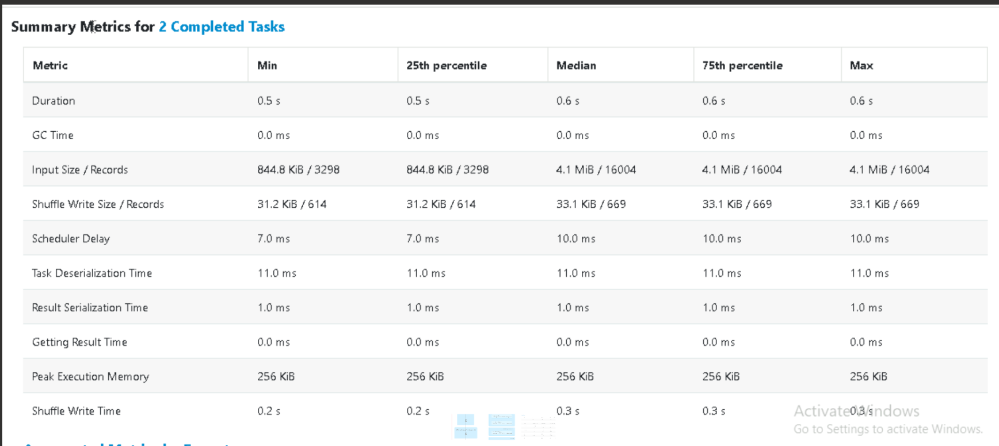 Summary Metrics for 2 Completed Tasks
Metric Min 25th percentile Median 75th percentile Max
Duration 0.5 s 0.5 s 0.6 s 0.6 s 0.6 s
GC Time 0.0 ms 0.0 ms 0.0 ms 0.0 ms 0.0 ms
Input Size / Records 844.8 KiB / 3298 844.8 KiB / 3298 4.1 MiB / 16004 4.1 MiB / 16004 4.1 MiB / 16004
Shuffle Write Size / Records 31.2 KiB / 614 31.2 KiB / 614 33.1 KiB / 669 33.1 KiB / 669 33.1 KiB / 669
Scheduler Delay 7.0 ms 7.0 ms 10.0 ms 10.0 ms 10.0 ms
Task Deserialization Time 11.0 ms 11.0 ms 11.0 ms 11.0 ms 11.0 ms
Result Serialization Time 1.0 ms 1.0 ms 1.0 ms 1.0 ms 1.0 ms
Getting Result Time 0.0 ms 0.0 ms 0.0 ms 0.0 ms 0.0 ms
Peak Execution Memory 256 KiB 256 KiB 256 KiB 256 KiB 256 KiB
Shuffle Write Time 0.2 s 0.2 s 0.3 s 0.3 s 0.3 s
Activate Windows
Go to Settings to activate Windows.